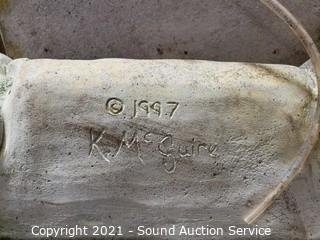 © 1997
K. McGuire
Copyright 2021 - Sound Auction Service